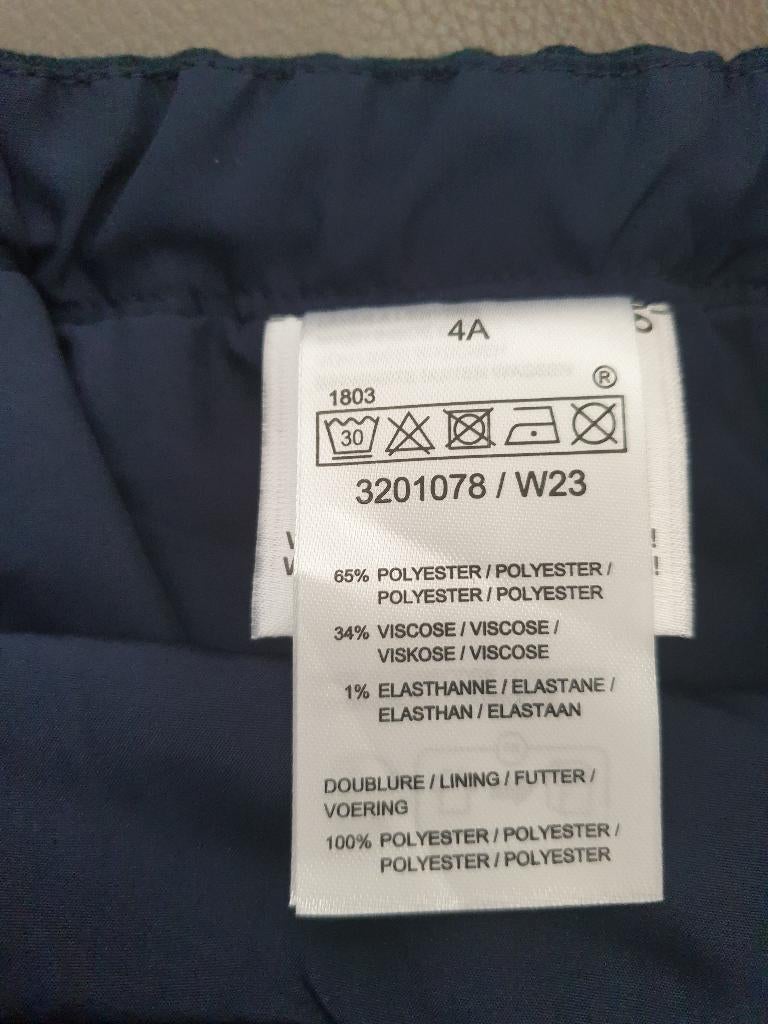 4A
®
1803
30
3201078 / W23
65% POLYESTER / POLYESTER /
POLYESTER / POLYESTER
34% VISCOSE / VISCOSE /
VISKOSE / VISCOSE
1% ELASTHANNE / ELASTANE /
ELASTHAN / ELASTAAN
DOUBLURE / LINING / FUTTER /
VOERING
100% POLYESTER / POLYESTER /
POLYESTER / POLYESTER